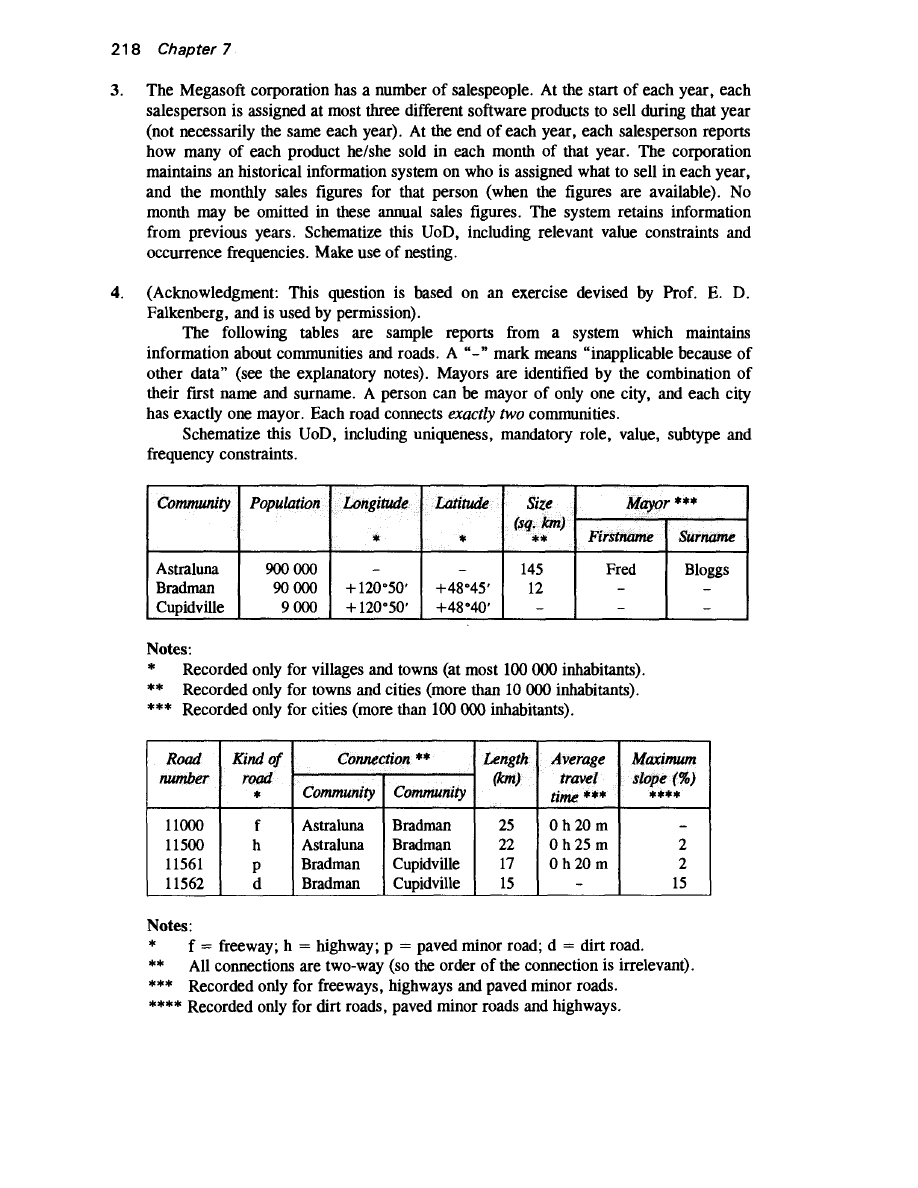 218 Chapter 7
3. The Megasoft corporation has a number of salespeople. At the start of each year, each
salesperson is assigned at most three different software products to sell during that year
(not necessarily the same each year). At the end of each year, each salesperson reports
how many of each product he/she sold in each month of that year. The corporation
maintains an historical information system on who is assigned what to sell in each year,
and the monthly sales figures for that person (when the figures are available). No
month may be omitted in these annual sales figures. The system retains information
from previous years. Schematize this UoD, including relevant value constraints and
occurrence frequencies. Make use of nesting.
4. (Acknowledgment: This question is based on an exercise devised by Prof. E. D.
Falkenberg, and is used by permission).
The following tables are sample reports from a system which maintains
information about communities and roads. A “-” mark means “inapplicable because of
other data” (see the explanatory notes). Mayors are identified by the combination of
their first name and surname. A person can be mayor of only one city, and each city
has exactly one mayor. Each road connects exactly two communities.
Schematize this UoD, including uniqueness, mandatory role, value, subtype and
frequency constraints.
Community Population Longitude Latitude Size Mayor ***
(sq. km)
* * ** Firstname Surname
Astraluna 900 000 - - 145 Fred Bloggs
Bradman 90 000 +120°50' +48°45' 12 - -
Cupidville 9 000 +120°50' +48°40' - - -
Notes:
* Recorded only for villages and towns (at most 100 000 inhabitants).
** Recorded only for towns and cities (more than 10 000 inhabitants).
*** Recorded only for cities (more than 100 000 inhabitants).
Road Kind of Connection ** Length Average Maximum
number road (km) travel slope (%)
* Community Community time *** ****
11000 f Astraluna Bradman 25 0 h 20 m -
11500 h Astraluna Bradman 22 0 h 25 m 2
11561 p Bradman Cupidville 17 0 h 20 m 2
11562 d Bradman Cupidville 15 - 15
Notes:
* f = freeway; h = highway; p = paved minor road; d = dirt road.
** All connections are two-way (so the order of the connection is irrelevant).
*** Recorded only for freeways, highways and paved minor roads.
**** Recorded only for dirt roads, paved minor roads and highways.